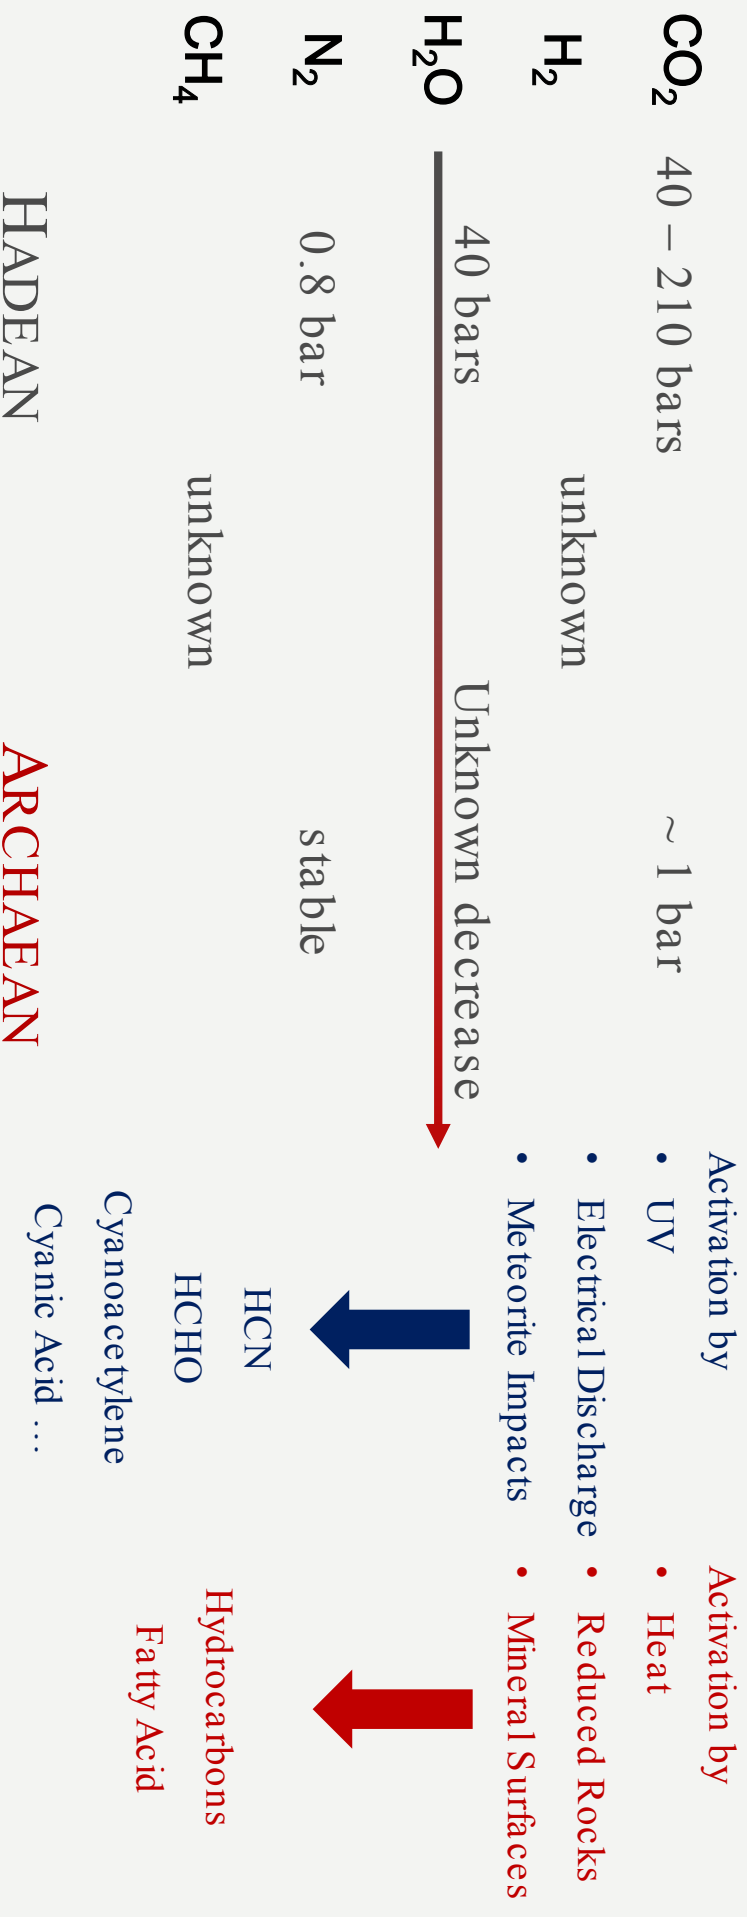 CO₂ 40 – 210 bars ~ 1 bar
H₂ unknown
H₂O 40 bars Unknown decrease
N₂ 0.8 bar stable
CH₄ unknown
HADEAN ARCHAEAN
Activation by
• UV
• Electrical Discharge
• Meteorite Impacts
HCN
HCHO
Cyanoacetylene
Cyanic Acid …
Activation by
• Heat
• Reduced Rocks
• Mineral Surfaces
Hydrocarbons
Fatty Acid